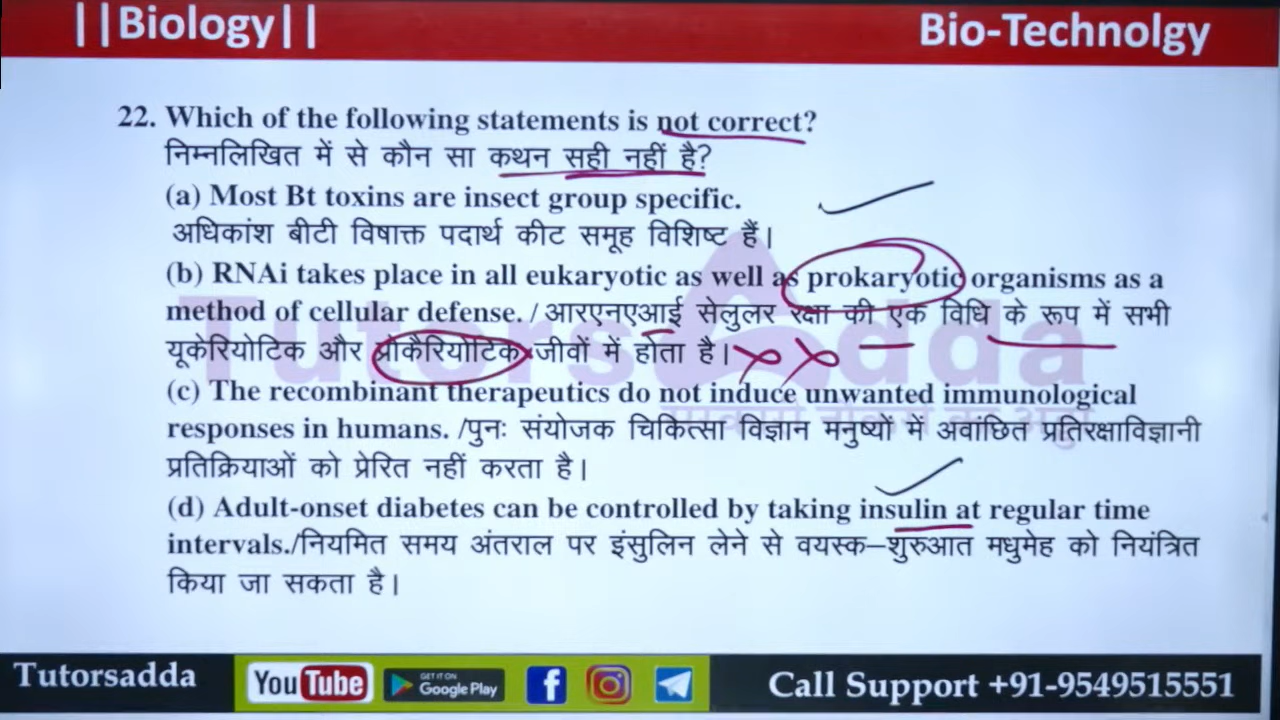 ||Biology||
Bio-Technolgy
22. Which of the following statements is not correct?
निम्नलिखित में से कौन सा कथन सही नहीं है?
(a) Most Bt toxins are insect group specific.
अधिकांश बीटी विषाक्त पदार्थ कीट समूह विशिष्ट हैं।
(b) RNAi takes place in all eukaryotic as well as prokaryotic organisms as a
method of cellular defense. / आरएनएआई सेलुलर रक्षा की एक विधि के रूप में सभी
यूकेरियोटिक और प्रोकैरियोटिक जीवों में होता है।
(c) The recombinant therapeutics do not induce unwanted immunological
responses in humans. /पुनः संयोजक चिकित्सा विज्ञान मनुष्यों में अवांछित प्रतिरक्षाविज्ञानी
प्रतिक्रियाओं को प्रेरित नहीं करता है।
(d) Adult-onset diabetes can be controlled by taking insulin at regular time
intervals./नियमित समय अंतराल पर इंसुलिन लेने से वयस्क–शुरुआत मधुमेह को नियंत्रित
किया जा सकता है।
Tutorsadda
Tutorsadda
YouTube
GET IT ON
Google Play
Call Support +91-9549515551